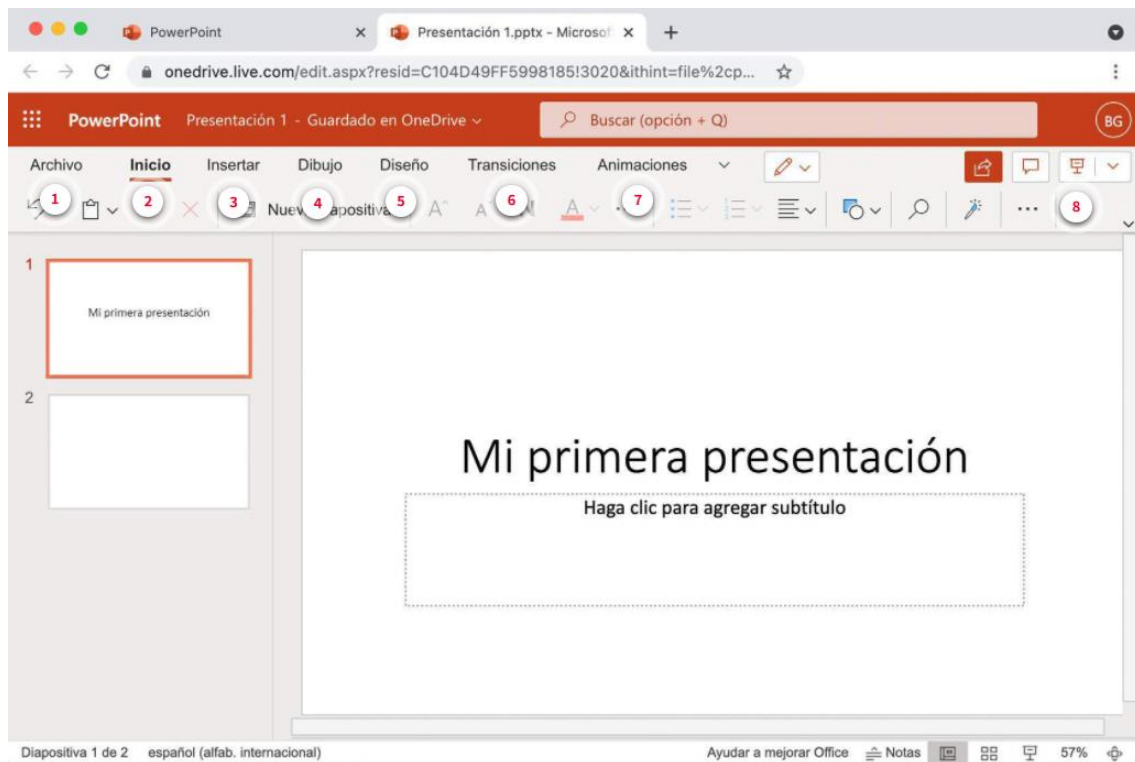 PowerPoint
Presentación 1.pptx - Microsof
onedrive.live.com/edit.aspx?resid=C104D49FF5998185!3020&ithint=file%2cp...
PowerPoint Presentación 1 - Guardado en OneDrive Buscar (opción + Q) BG
Archivo Inicio Insertar Dibujo Diseño Transiciones Animaciones
1 2 3 4 5 6 7 8
1
Mi primera presentación
2
Mi primera presentación
Haga clic para agregar subtítulo
Diapositiva 1 de 2 español (alfab. internacional) Ayudar a mejorar Office Notas 57%